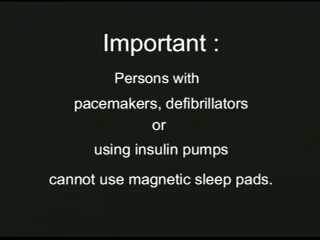 Important :
Persons with
pacemakers, defibrillators
or
using insulin pumps
cannot use magnetic sleep pads.